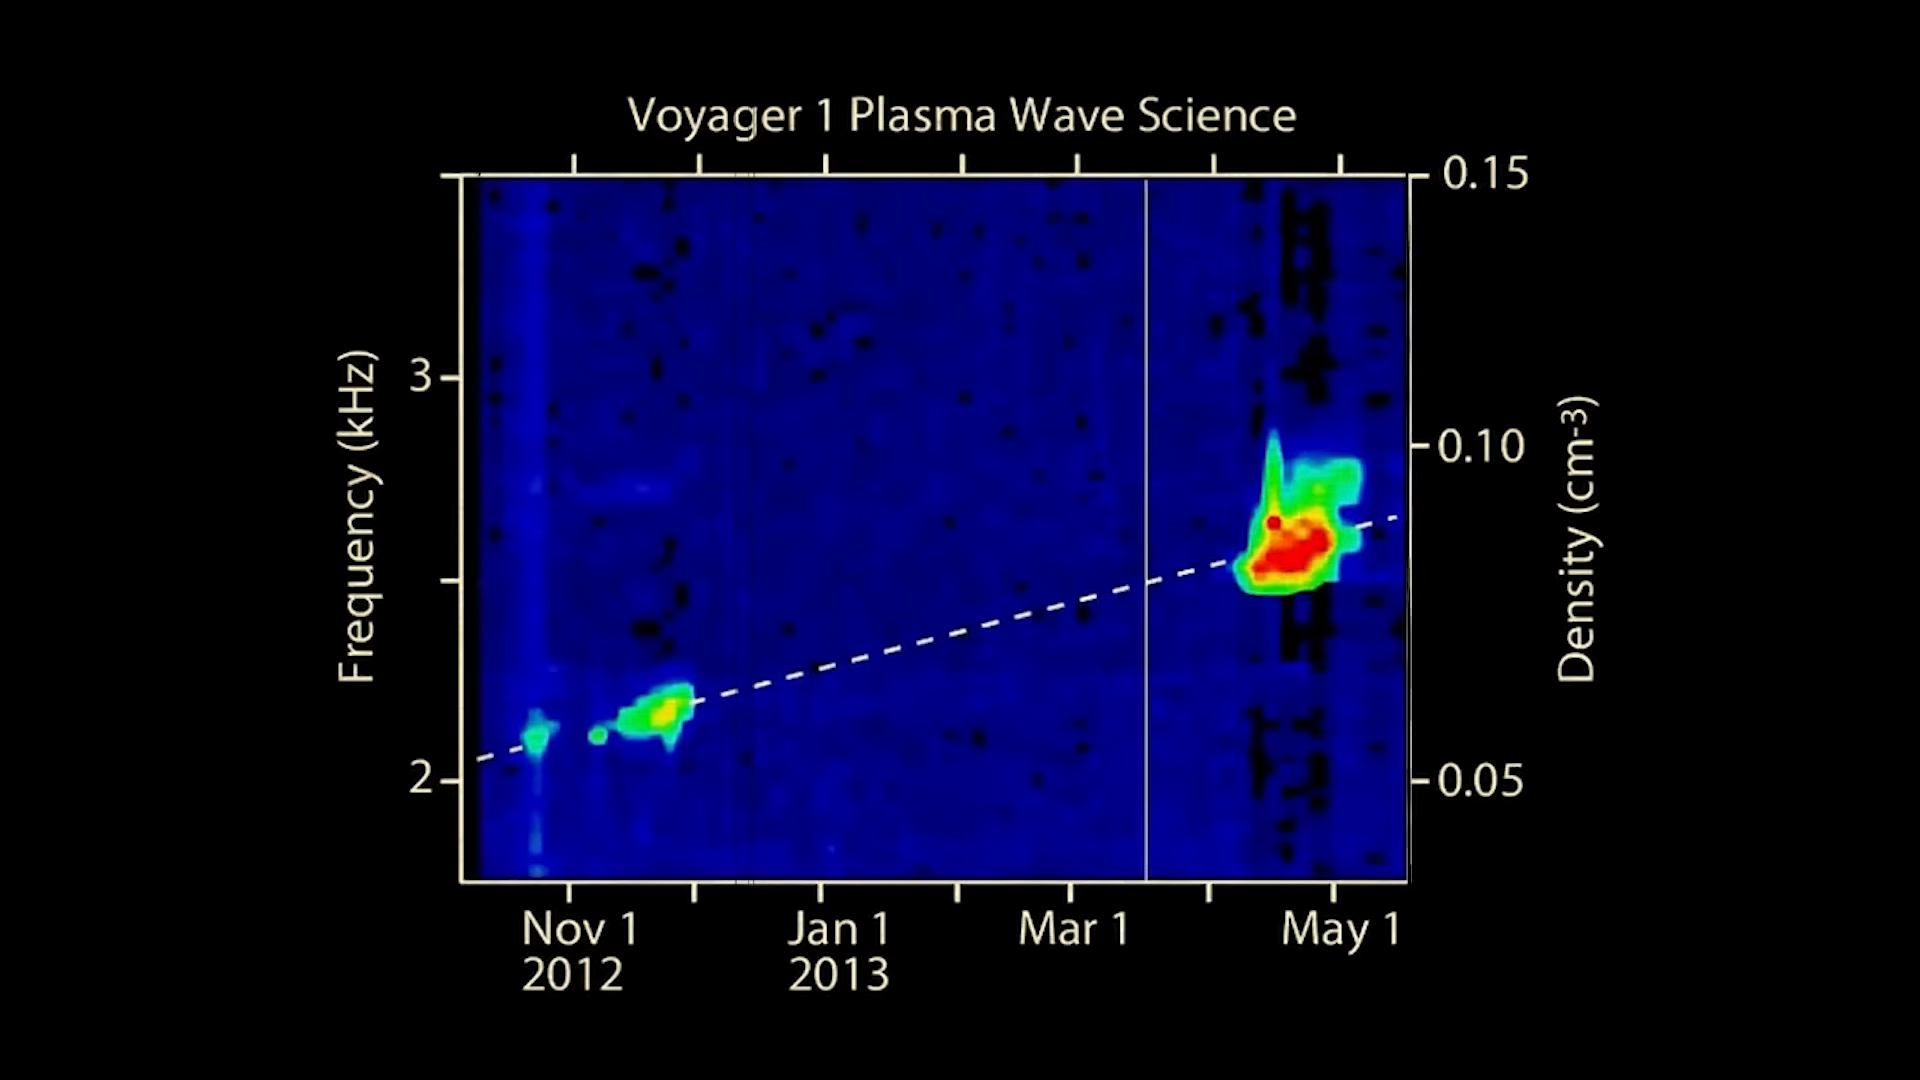 Voyager 1 Plasma Wave Science
Frequency (kHz)
3
2
0.15
0.10
0.05
Density (cm-3)
Nov 1
2012
Jan 1
2013
Mar 1
May 1